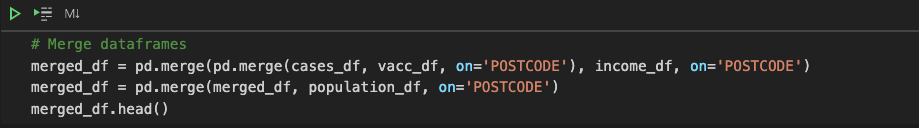 M↓
# Merge dataframes
merged_df = pd.merge(pd.merge(cases_df, vacc_df, on='POSTCODE'), income_df, on='POSTCODE')
merged_df = pd.merge(merged_df, population_df, on='POSTCODE')
merged_df.head()